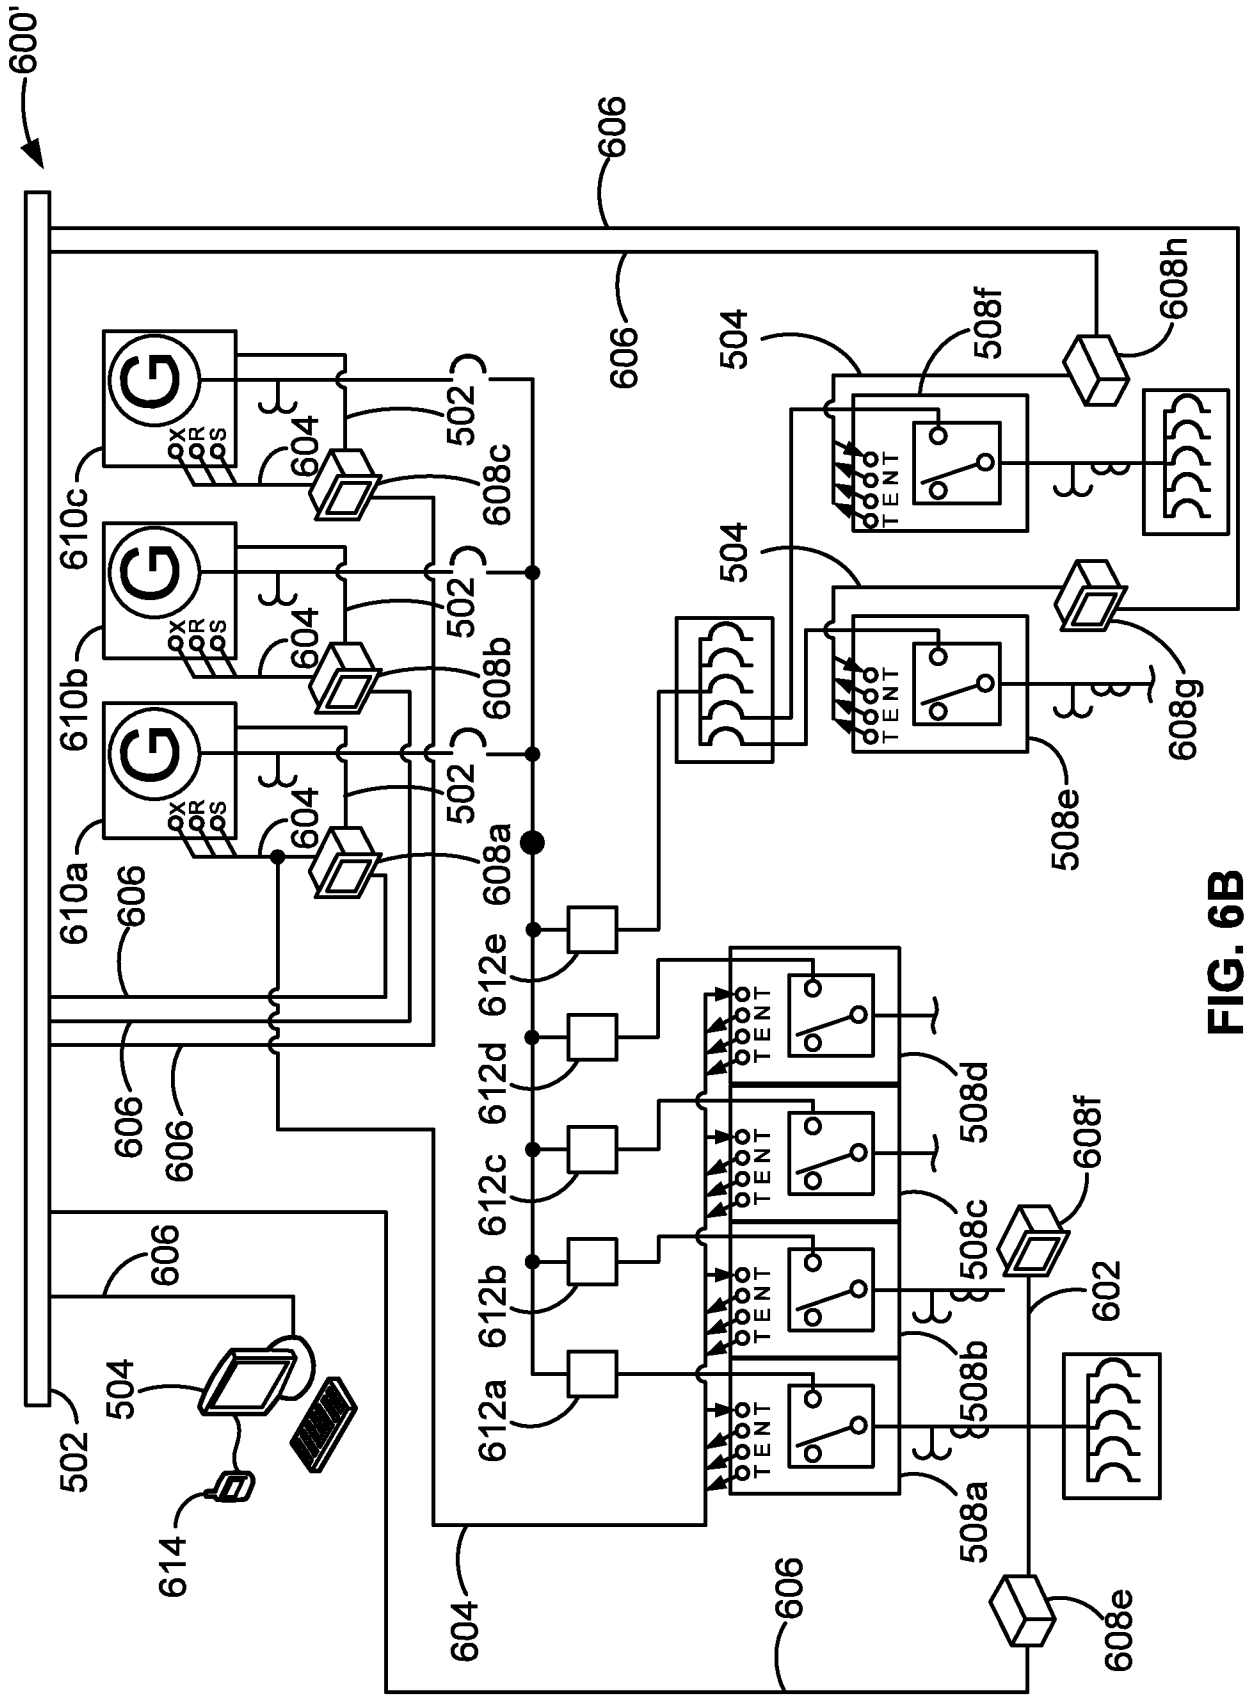 600'
502
610a
610b
610c
504
606
606
606
606
614
G
G
G
X
R
S
X
R
S
X
R
S
604
604
604
604
502
502
502
612a
612b
612c
612d
612e
608a
608b
608c
606
606
504
504
T E N T
T E N T
T E N T
T E N T
606
T E N T
T E N T
508a
508b
508c
508d
508f
508e
608e
602
608f
608g
608h
FIG. 6B